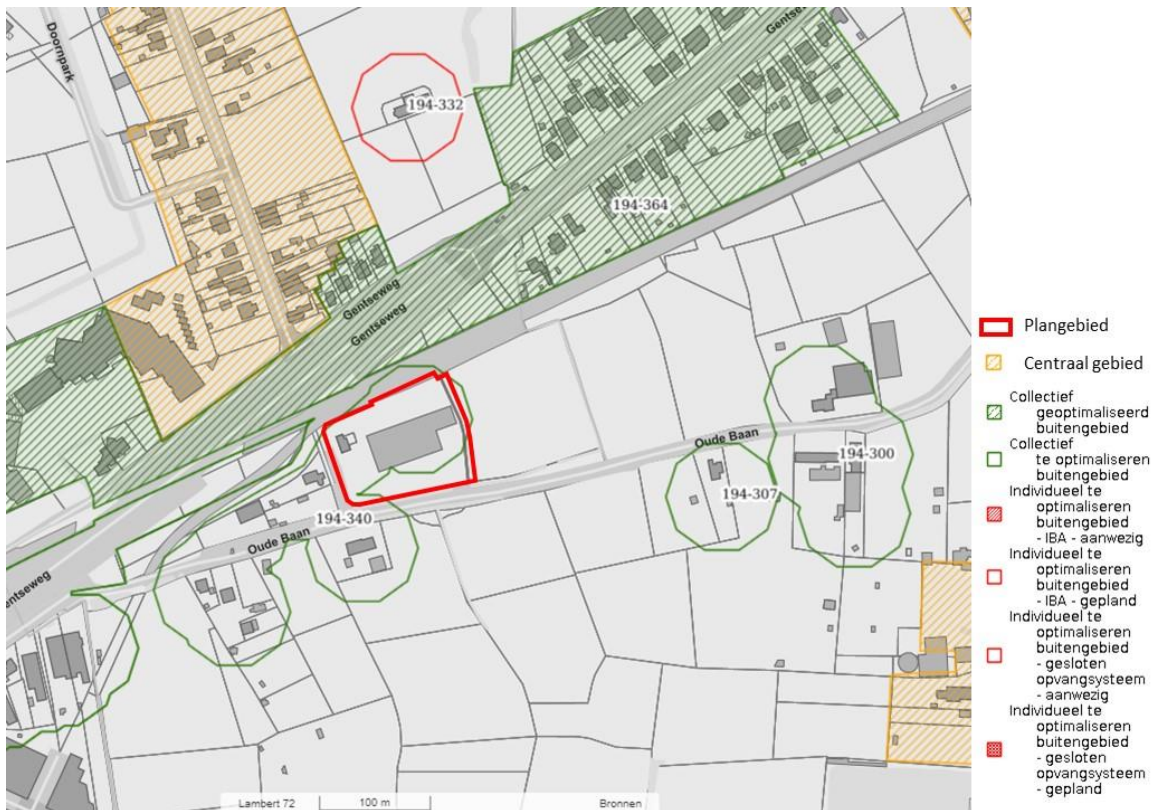 Doornpark
Gentseweg
194-332
194-364
Gentseweg
Gentseweg
Oude Baan
194-300
194-307
194-340
Oude Baan
Lambert 72
100 m
Bronnen
Plangebied
Centraal gebied
Collectief
geoptimaliseerd
buitengebied
Collectief
te optimaliseren
buitengebied
Individueel te
optimaliseren
buitengebied
- IBA - aanwezig
Individueel te
optimaliseren
buitengebied
- IBA - gepland
Individueel te
optimaliseren
buitengebied
- gesloten
opvangsysteem
- aanwezig
Individueel te
optimaliseren
buitengebied
- gesloten
opvangsysteem
- gepland